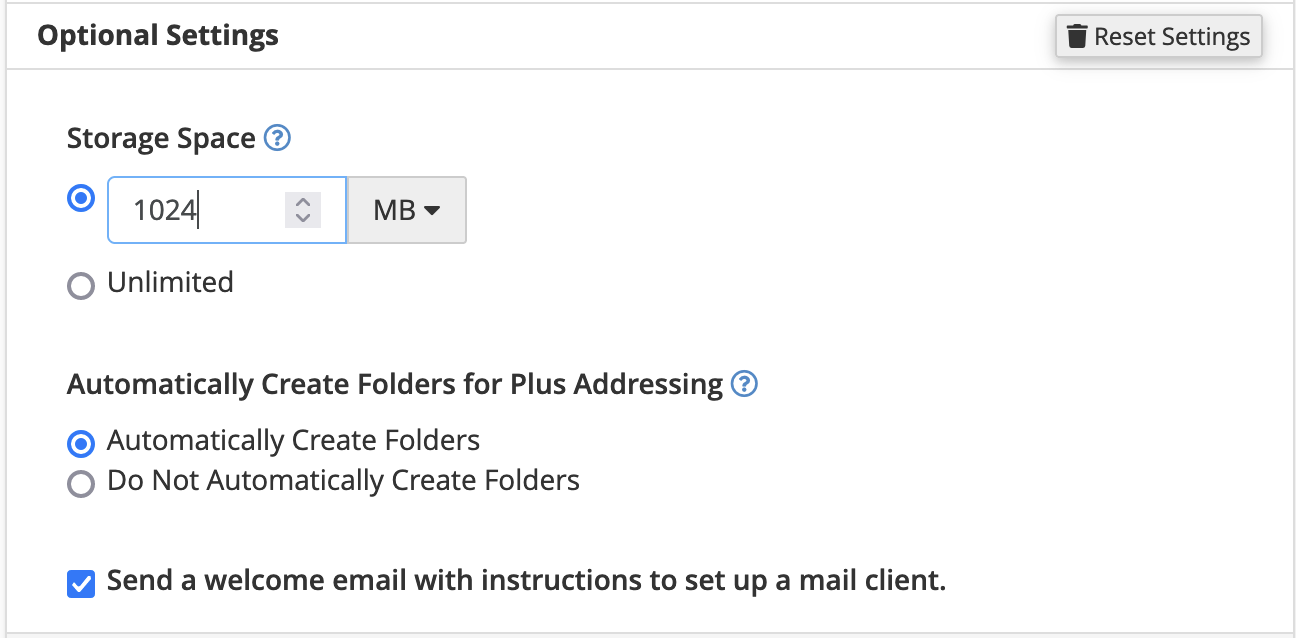 Optional Settings
Reset Settings
Storage Space ?
1024 MB
Unlimited
Automatically Create Folders for Plus Addressing ?
Automatically Create Folders
Do Not Automatically Create Folders
Send a welcome email with instructions to set up a mail client.